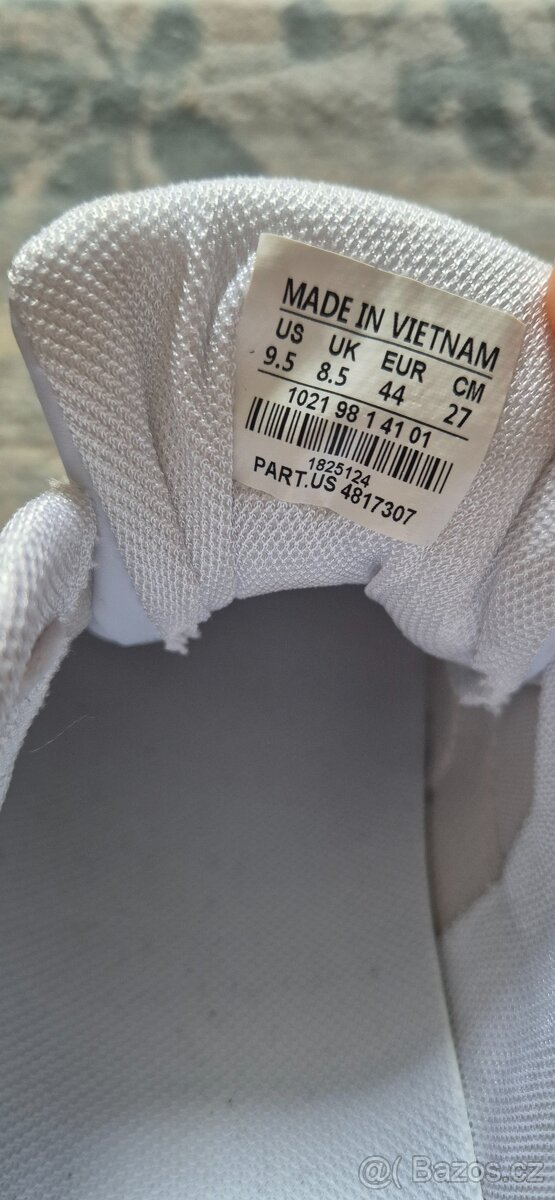 MADE IN VIETNAM
US UK EUR CM
9.5 8.5 44 27
1021 98 1 41 01
1825124
PART.US 4817307
@( Bazos.cz